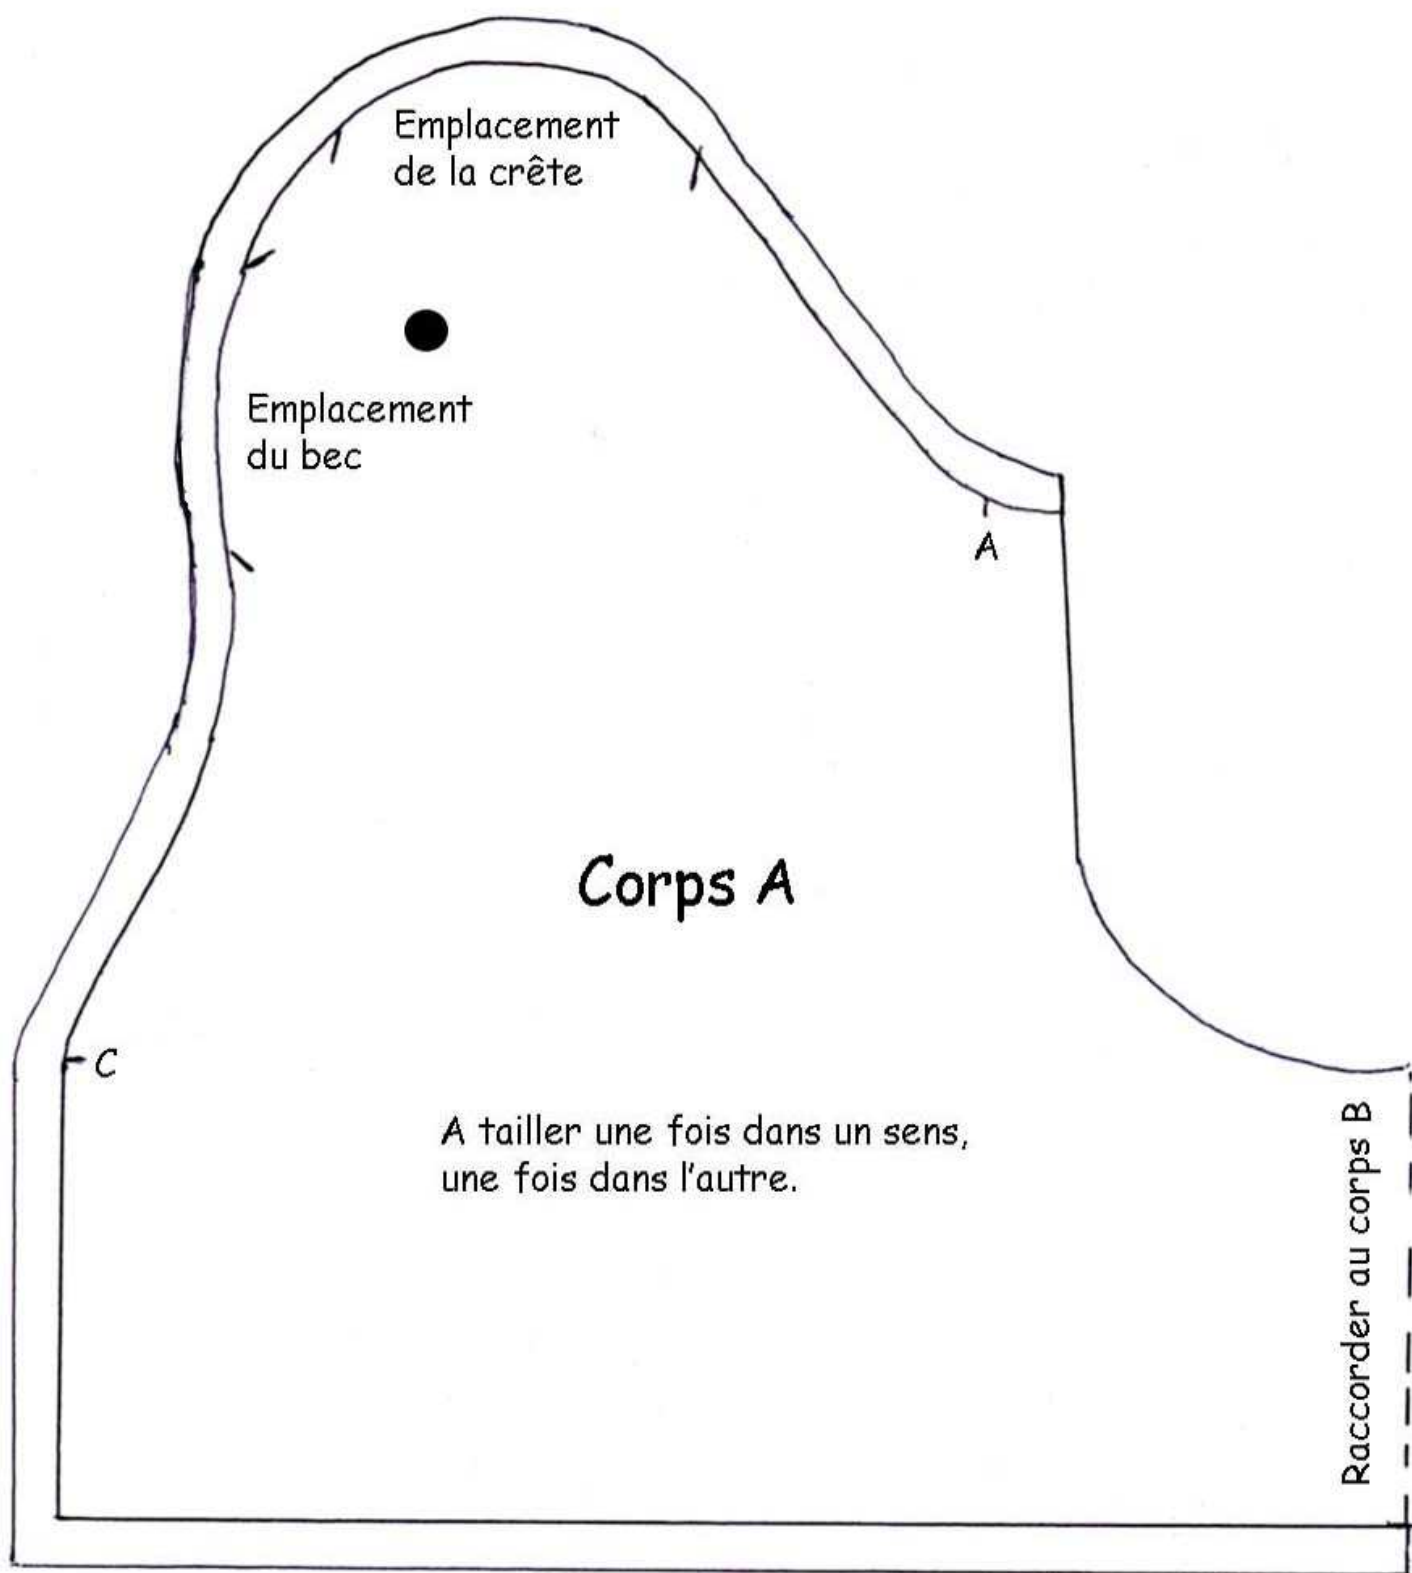 Emplacement
de la crête
Emplacement
du bec
A
Corps A
C
A tailler une fois dans un sens,
une fois dans l'autre.
Raccorder au corps B